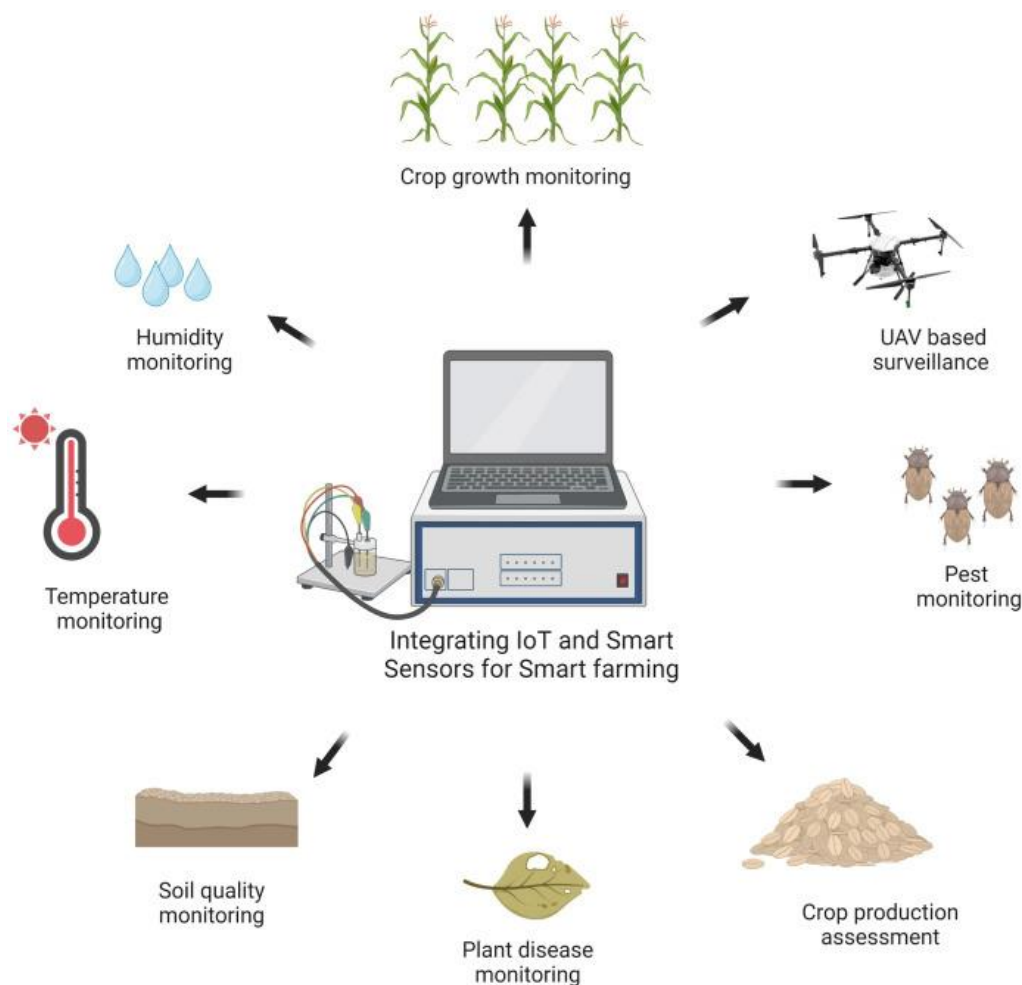 Crop growth monitoring
Humidity
monitoring
UAV based
surveillance
Temperature
monitoring
Pest
monitoring
Integrating IoT and Smart
Sensors for Smart farming
Soil quality
monitoring
Plant disease
monitoring
Crop production
assessment